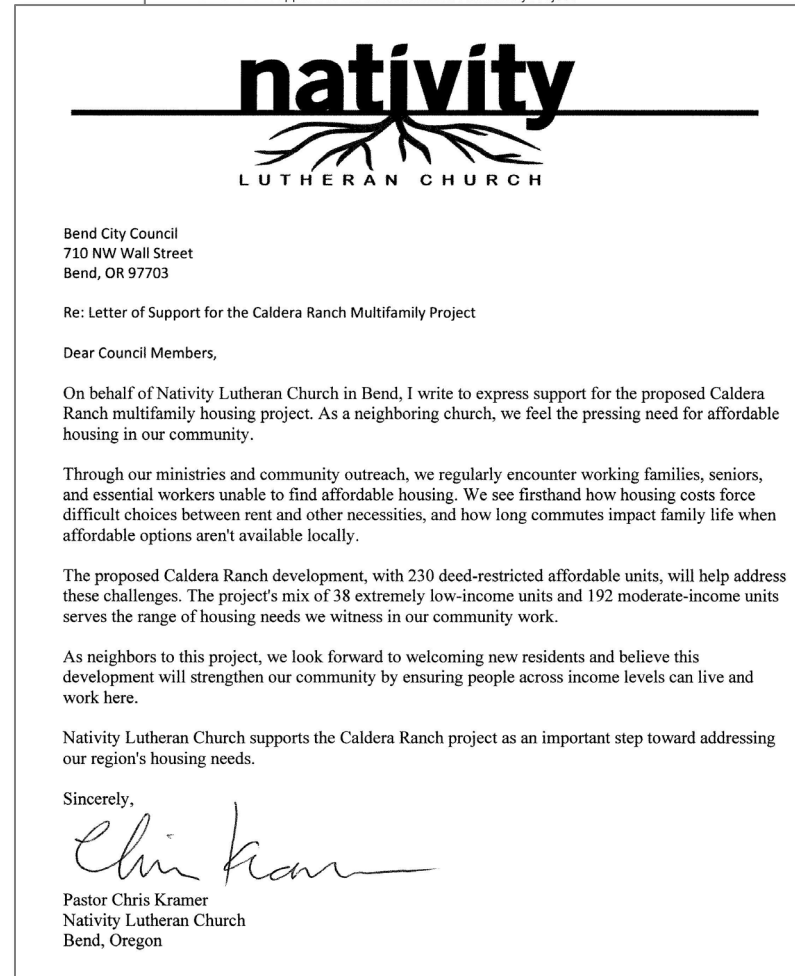 nativity
LUTHERAN CHURCH
Bend City Council
710 NW Wall Street
Bend, OR 97703
Re: Letter of Support for the Caldera Ranch Multifamily Project
Dear Council Members,
On behalf of Nativity Lutheran Church in Bend, I write to express support for the proposed Caldera
Ranch multifamily housing project. As a neighboring church, we feel the pressing need for affordable
housing in our community.
Through our ministries and community outreach, we regularly encounter working families, seniors,
and essential workers unable to find affordable housing. We see firsthand how housing costs force
difficult choices between rent and other necessities, and how long commutes impact family life when
affordable options aren't available locally.
The proposed Caldera Ranch development, with 230 deed-restricted affordable units, will help address
these challenges. The project's mix of 38 extremely low-income units and 192 moderate-income units
serves the range of housing needs we witness in our community work.
As neighbors to this project, we look forward to welcoming new residents and believe this
development will strengthen our community by ensuring people across income levels can live and
work here.
Nativity Lutheran Church supports the Caldera Ranch project as an important step toward addressing
our region's housing needs.
Sincerely,
Pastor Chris Kramer
Nativity Lutheran Church
Bend, Oregon